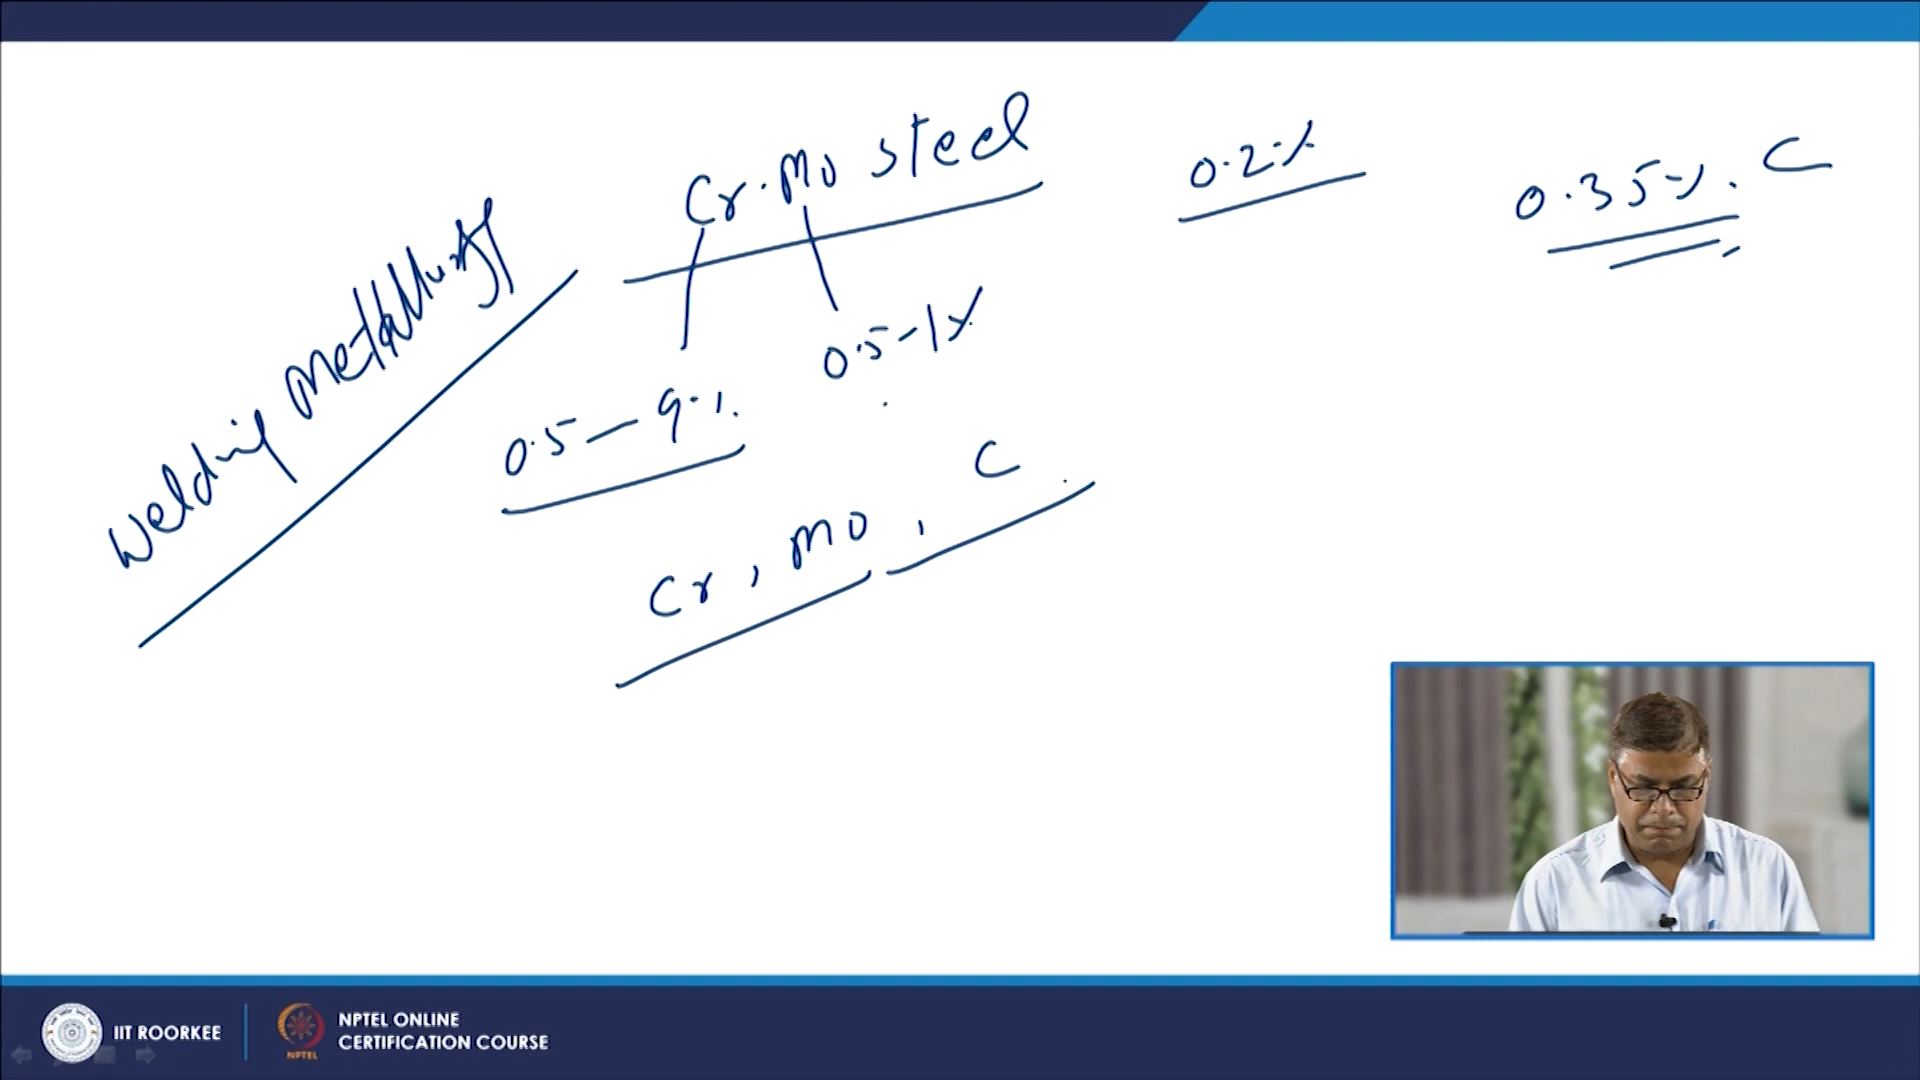 Welding Metallurgy
Cr.Mo steel
0.2%
0.35%. C
0.5-1%
0.5 — 9%.
Cr, Mo, C
IIT ROORKEE
NPTEL
NPTEL ONLINE
CERTIFICATION COURSE